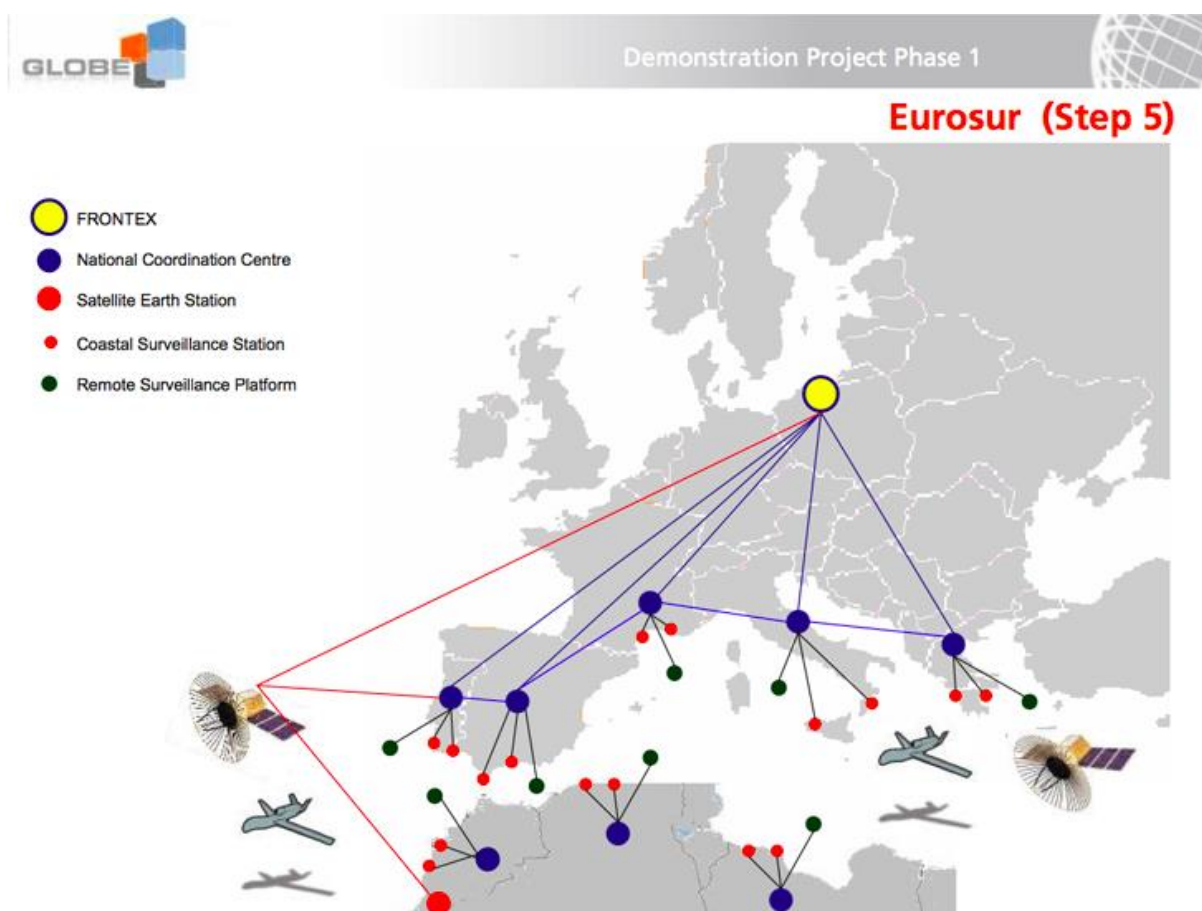 GLOBE
Demonstration Project Phase 1
Eurosur (Step 5)
FRONTEX
National Coordination Centre
Satellite Earth Station
Coastal Surveillance Station
Remote Surveillance Platform